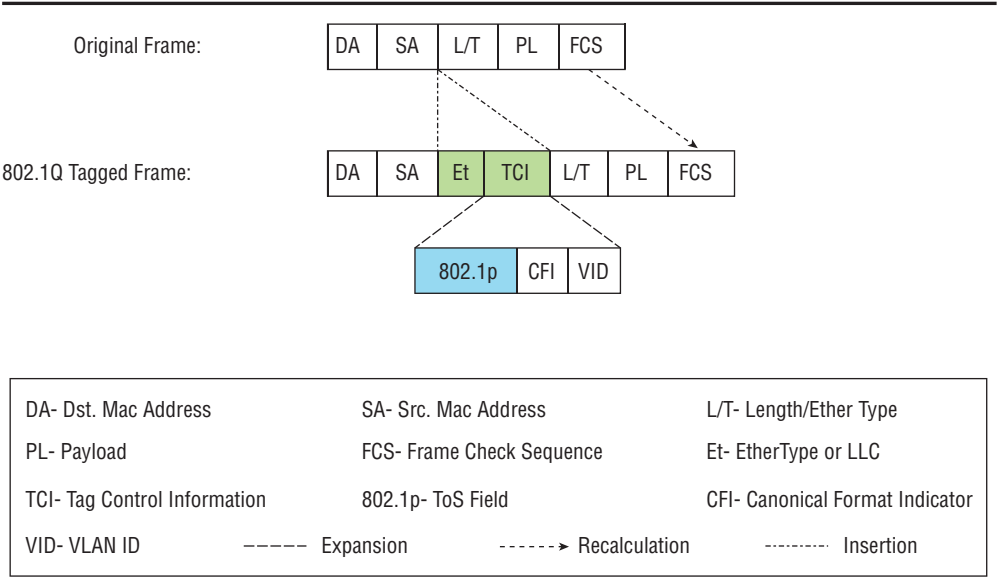 Original Frame:
DA SA L/T PL FCS
802.1Q Tagged Frame:
DA SA Et TCI L/T PL FCS
802.1p CFI VID
DA- Dst. Mac Address SA- Src. Mac Address L/T- Length/Ether Type
PL- Payload FCS- Frame Check Sequence Et- EtherType or LLC
TCI- Tag Control Information 802.1p- ToS Field CFI- Canonical Format Indicator
VID- VLAN ID Expansion Recalculation Insertion